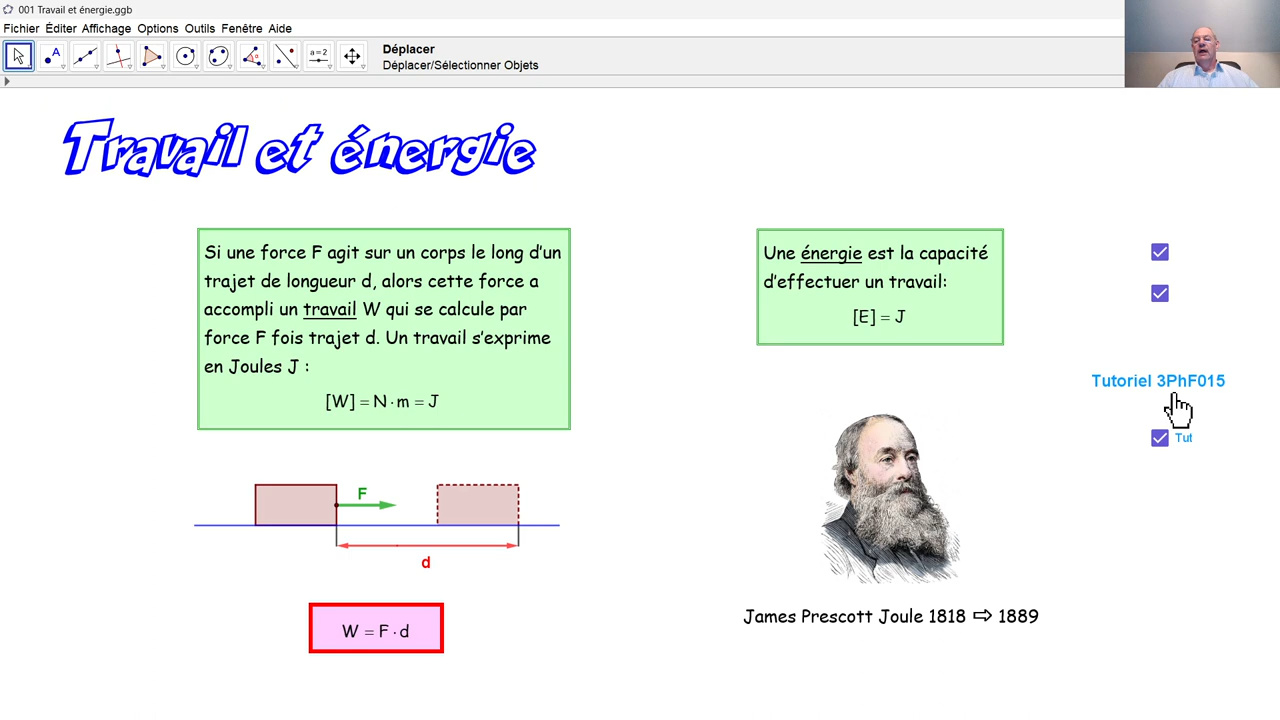 001 Travail et énergie.ggb
Fichier Éditer Affichage Options Outils Fenêtre Aide
A
a=2
Déplacer
Déplacer/Sélectionner Objets
Travail et énergie
Si une force F agit sur un corps le long d'un
trajet de longueur d, alors cette force a
accompli un travail W qui se calcule par
force F fois trajet d. Un travail s'exprime
en Joules J :
[W] = N · m = J
Une énergie est la capacité
d'effectuer un travail:
[E] = J
Tutoriel 3PhF015
Tut
F
d
W = F · d
James Prescott Joule 1818 ⇨ 1889